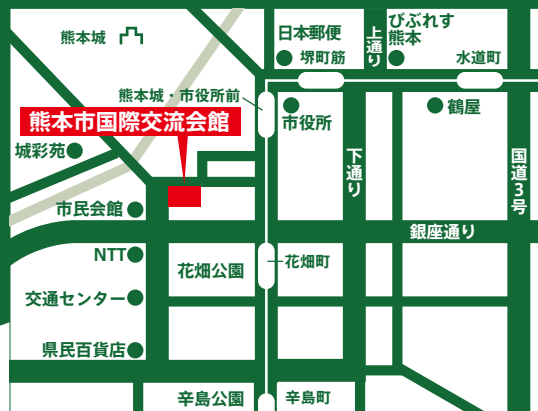 日本郵便
上通り
びぷれす
熊本
熊本城
堺町筋
水道町
熊本城・市役所前
鶴屋
熊本市国際交流会館
市役所
城彩苑
下通り
国道3号
市民会館
銀座通り
NTT
花畑公園
花畑町
交通センター
県民百貨店
辛島公園
辛島町